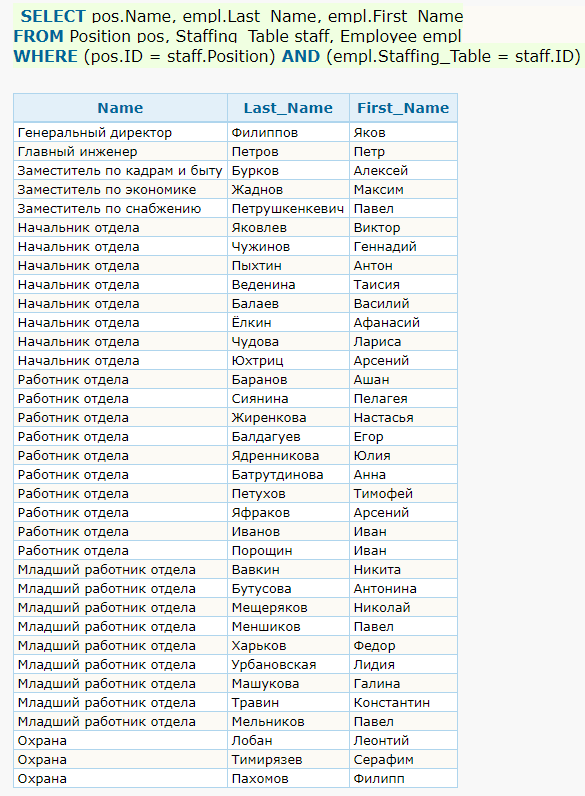 SELECT pos.Name, empl.Last_Name, empl.First_Name
FROM Position pos, Staffing_Table staff, Employee empl
WHERE (pos.ID = staff.Position) AND (empl.Staffing_Table = staff.ID)
Name Last_Name First_Name
Генеральный директор Филиппов Яков
Главный инженер Петров Петр
Заместитель по кадрам и быту Бурков Алексей
Заместитель по экономике Жаднов Максим
Заместитель по снабжению Петрушкенкевич Павел
Начальник отдела Яковлев Виктор
Начальник отдела Чужинов Геннадий
Начальник отдела Пыхтин Антон
Начальник отдела Веденина Таисия
Начальник отдела Балаев Василий
Начальник отдела Ёлкин Афанасий
Начальник отдела Чудова Лариса
Начальник отдела Юхтриц Арсений
Работник отдела Баранов Ашан
Работник отдела Сиянина Пелагея
Работник отдела Жиренкова Настасья
Работник отдела Балдагуев Егор
Работник отдела Ядренникова Юлия
Работник отдела Батрутдинова Анна
Работник отдела Петухов Тимофей
Работник отдела Яфраков Арсений
Работник отдела Иванов Иван
Работник отдела Порощин Иван
Младший работник отдела Вавкин Никита
Младший работник отдела Бутусова Антонина
Младший работник отдела Мещеряков Николай
Младший работник отдела Меншиков Павел
Младший работник отдела Харьков Федор
Младший работник отдела Урбановская Лидия
Младший работник отдела Машукова Галина
Младший работник отдела Травин Константин
Младший работник отдела Мельников Павел
Охрана Лобан Леонтий
Охрана Тимирязев Серафим
Охрана Пахомов Филипп